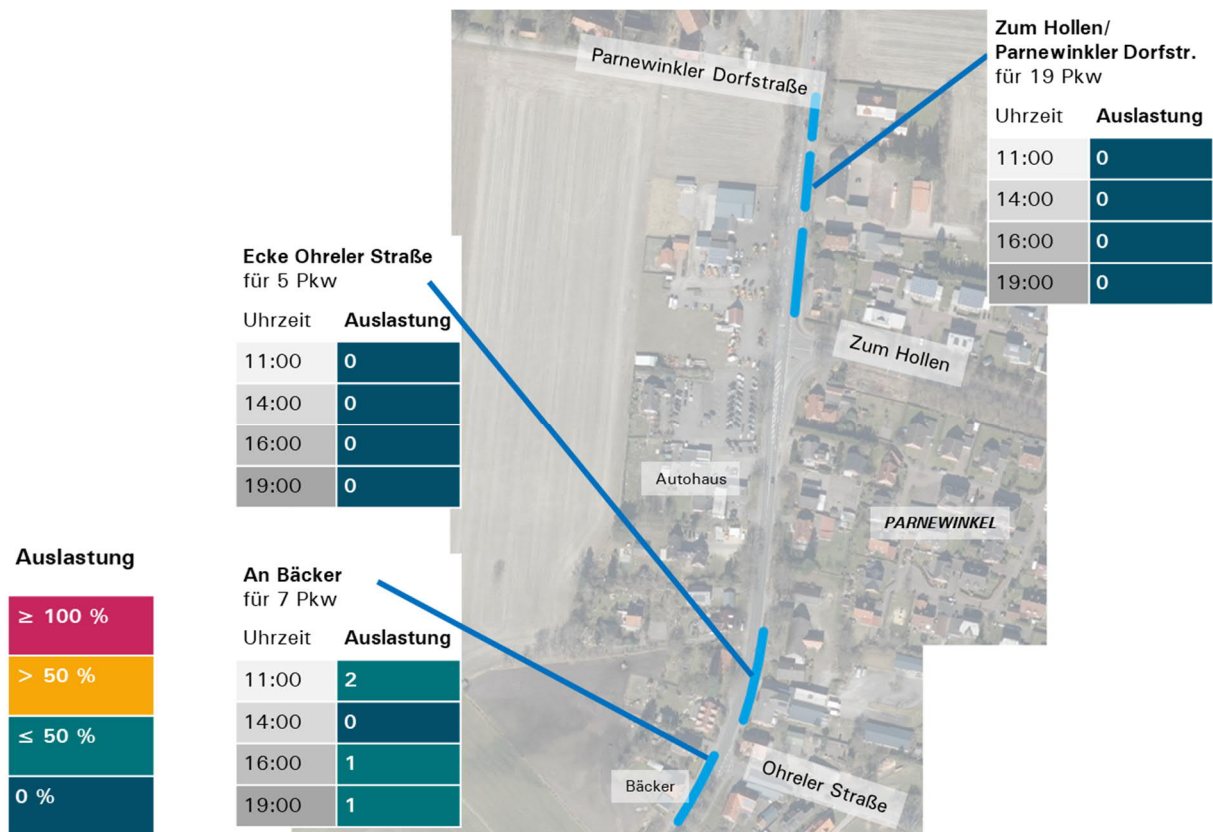 Parnewinkler Dorfstraße
Zum Hollen/
Parnewinkler Dorfstr.
für 19 Pkw
Uhrzeit Auslastung
11:00 0
14:00 0
16:00 0
19:00 0
Ecke Ohreler Straße
für 5 Pkw
Uhrzeit Auslastung
11:00 0
14:00 0
16:00 0
19:00 0
Zum Hollen
Autohaus
PARNEWINKEL
Auslastung
≥ 100 %
> 50 %
≤ 50 %
0 %
An Bäcker
für 7 Pkw
Uhrzeit Auslastung
11:00 2
14:00 0
16:00 1
19:00 1
Bäcker
Ohreler Straße